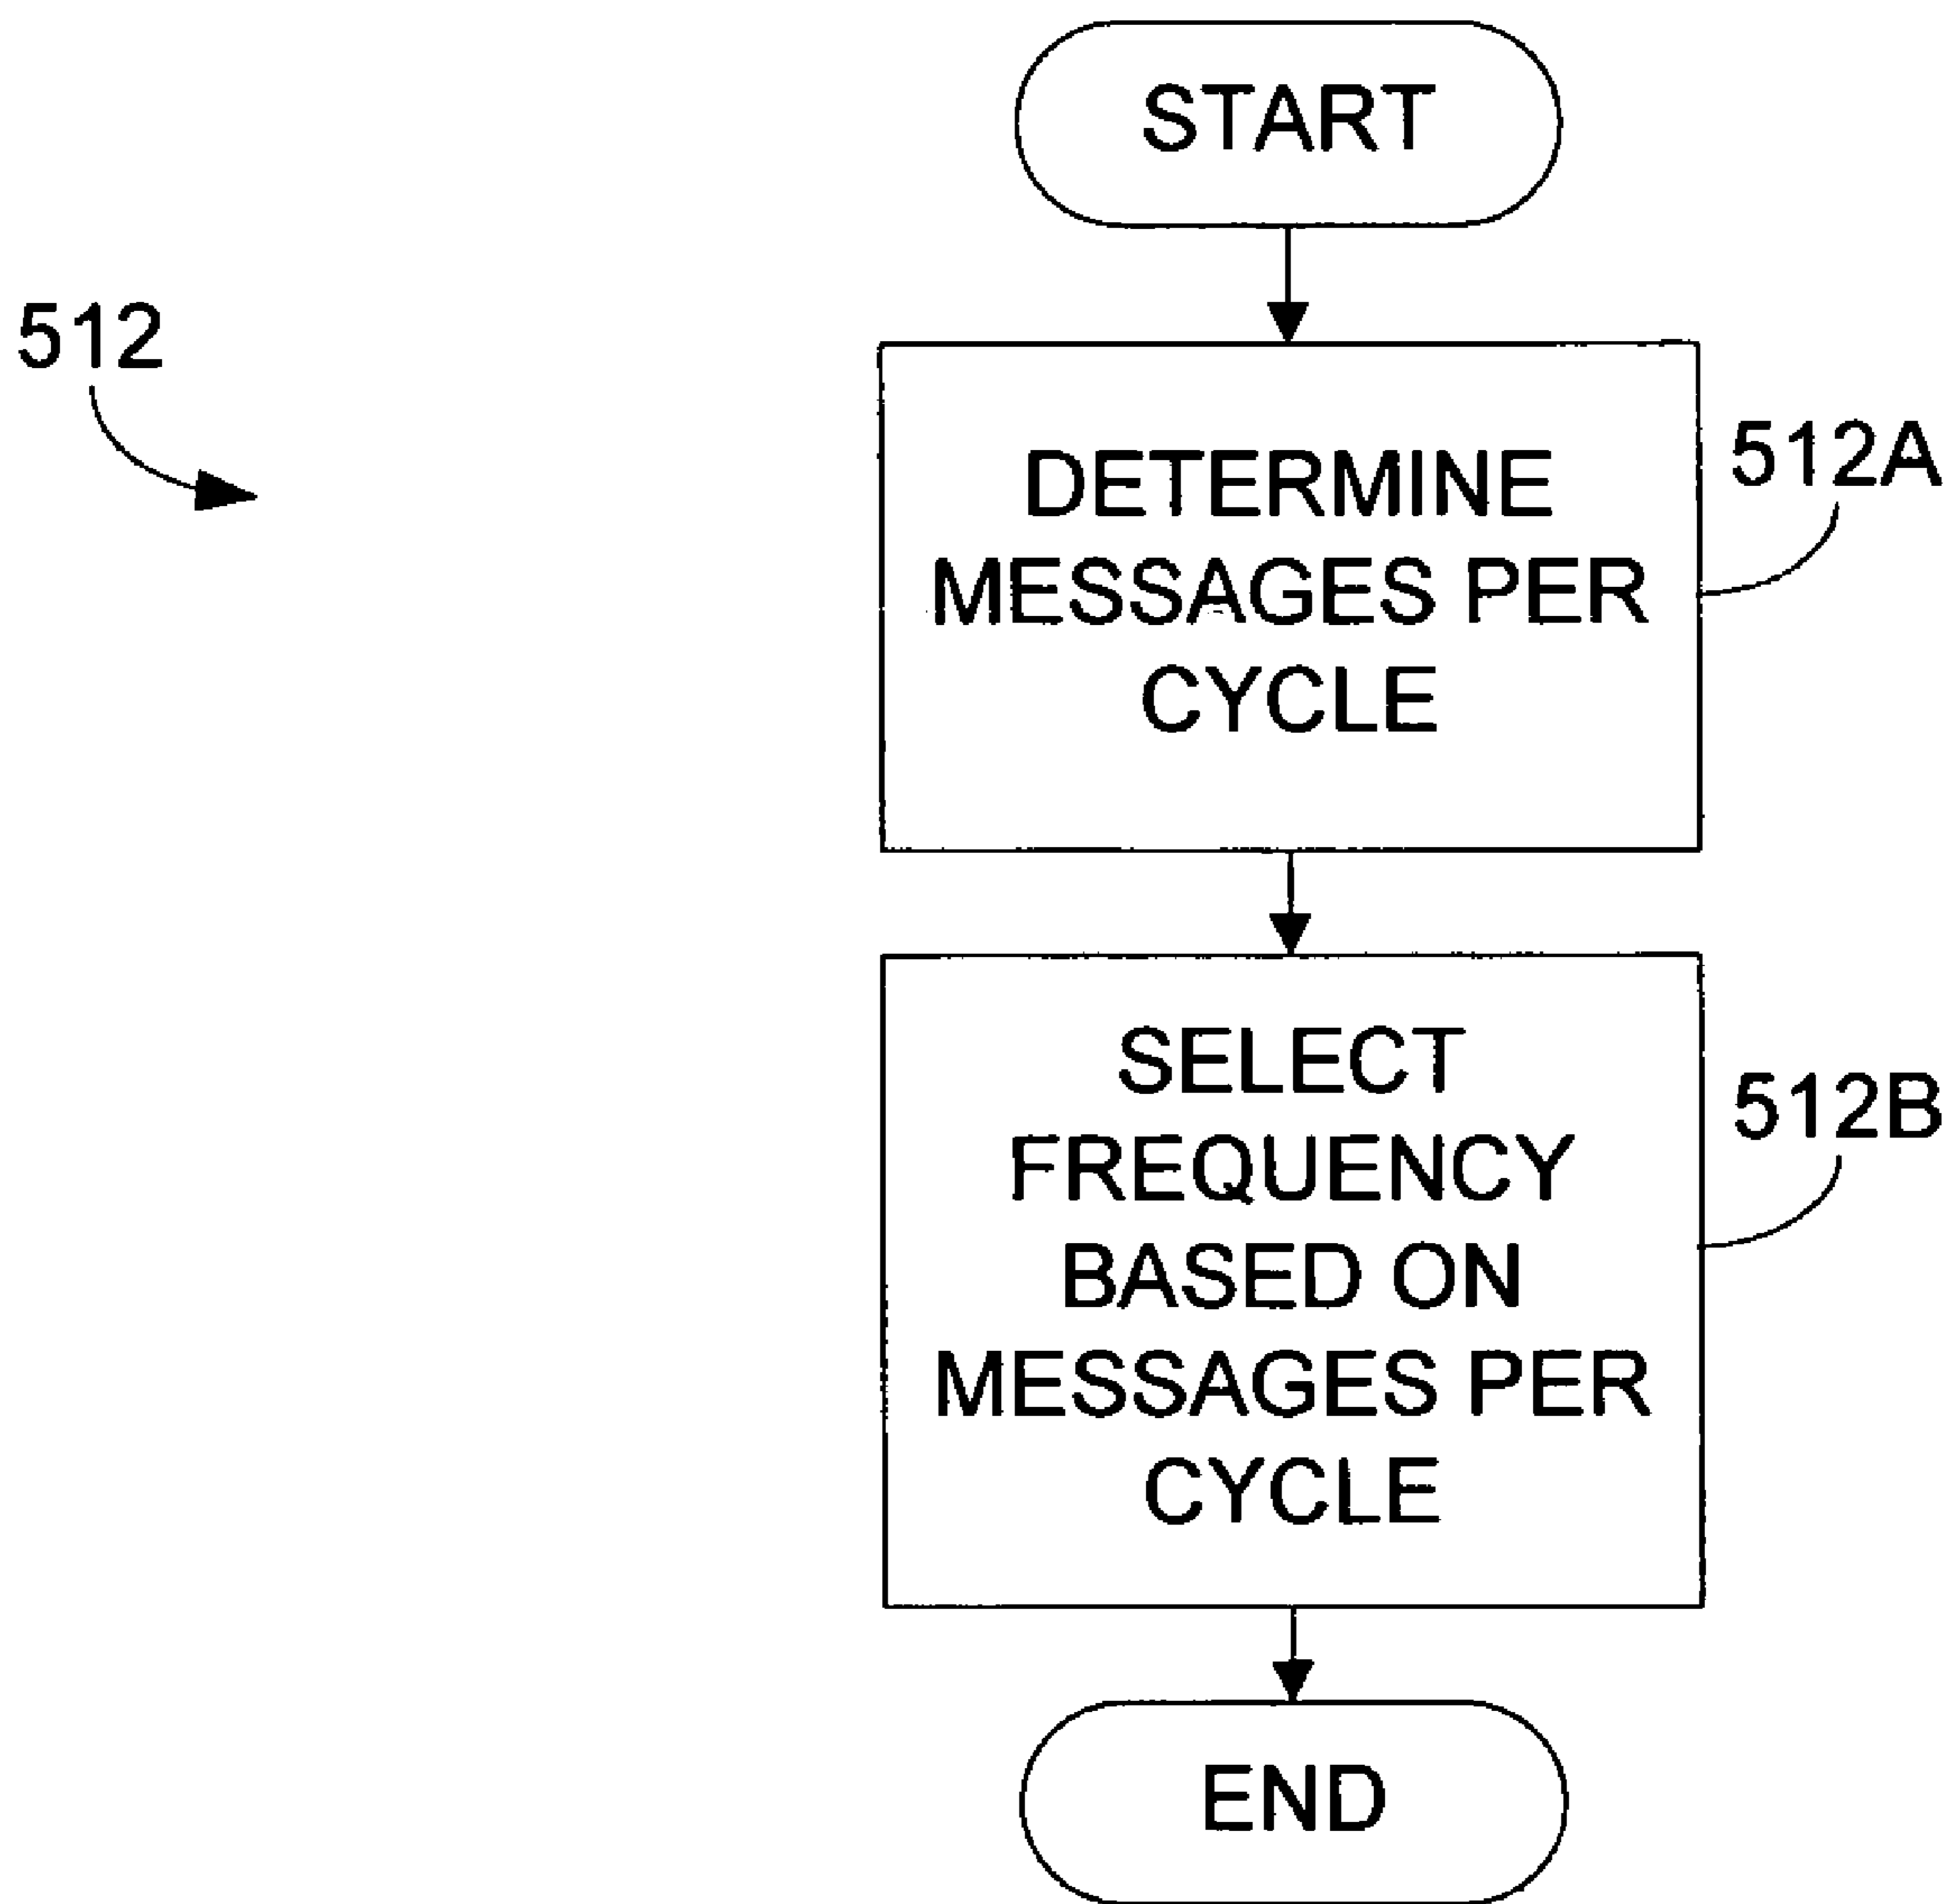 START
512
512A
DETERMINE
MESSAGES PER
CYCLE
SELECT
FREQUENCY
BASED ON
MESSAGES PER
CYCLE
512B
END